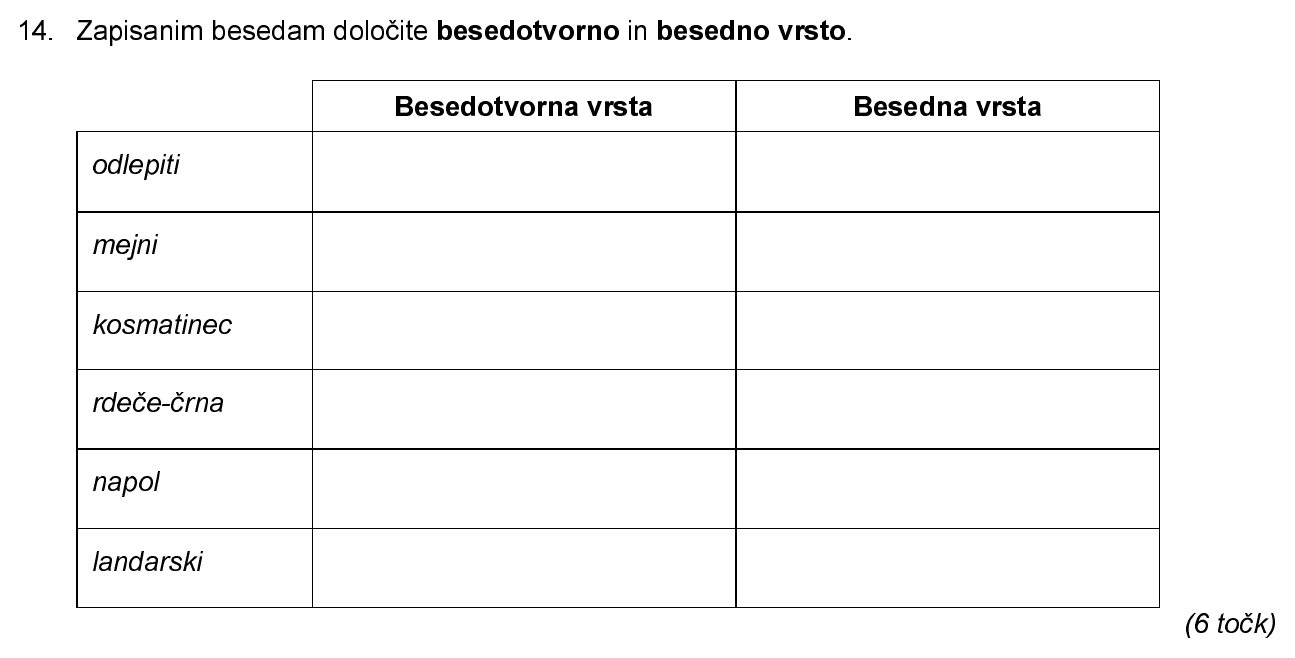 14. Zapisanim besedam določite besedotvorno in besedno vrsto.
Besedotvorna vrsta Besedna vrsta
odlepiti
mejni
kosmatinec
rdeče-črna
napol
landarski
(6 točk)